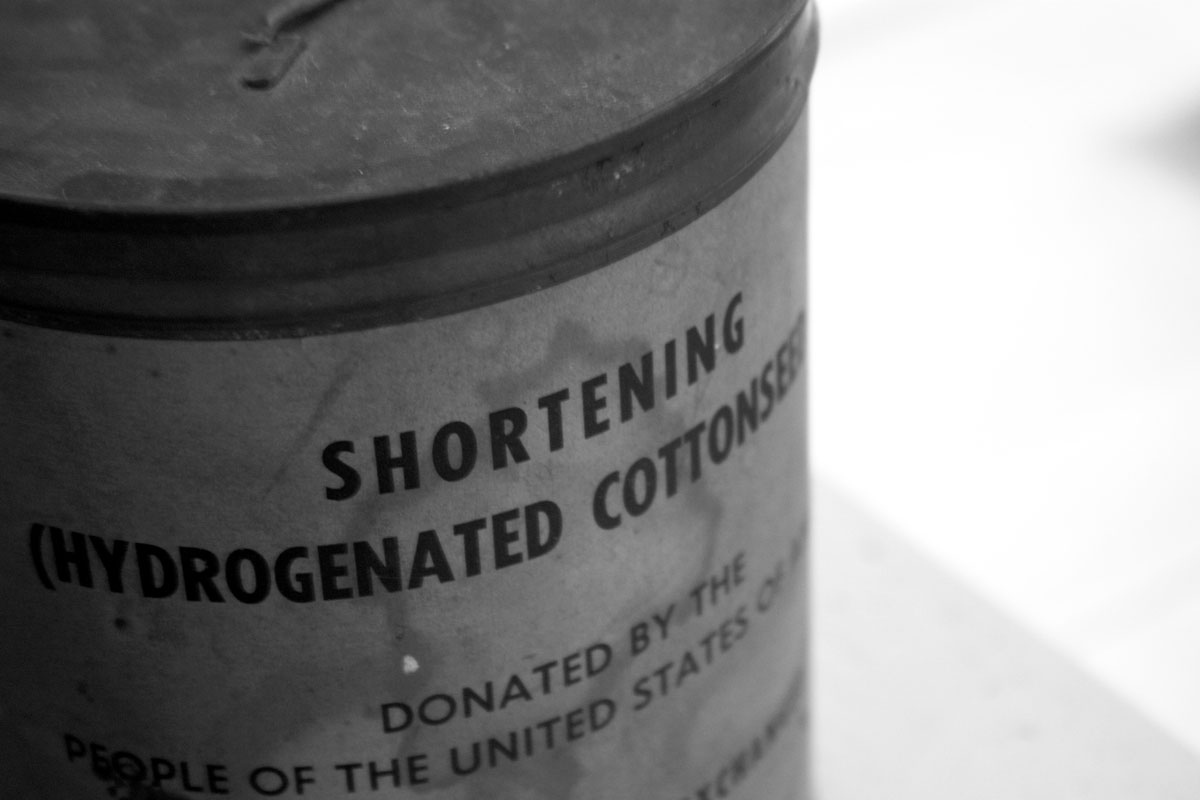 SHORTENING
(HYDROGENATED COTTONSEED
DONATED BY THE
PEOPLE OF THE UNITED STATES OF